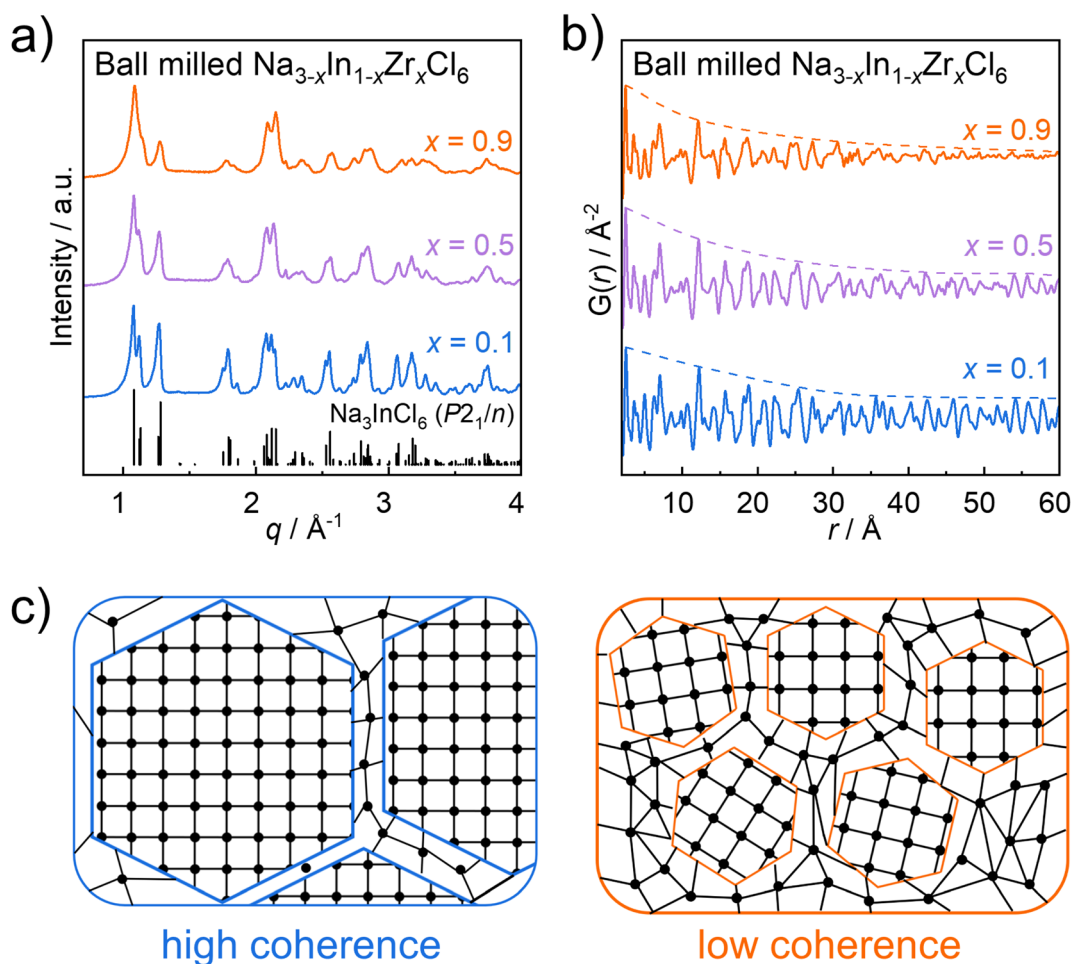 a)
Ball milled Na₃₋ₓIn₁₋ₓZrₓCl₆
x = 0.9
x = 0.5
x = 0.1
Na₃InCl₆ (P2₁/n)
Intensity / a.u.
1 2 3 4
q / Å⁻¹
b)
Ball milled Na₃₋ₓIn₁₋ₓZrₓCl₆
x = 0.9
x = 0.5
x = 0.1
G(r) / Å⁻²
10 20 30 40 50 60
r / Å
c)
high coherence
low coherence